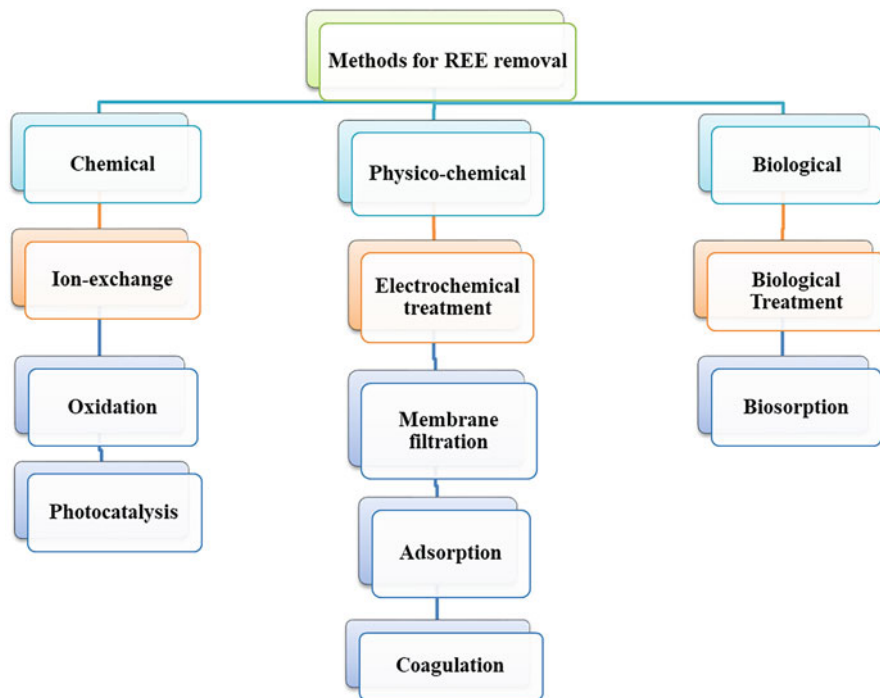 Methods for REE removal
Chemical
Physico-chemical
Biological
Ion-exchange
Electrochemical
treatment
Biological
Treatment
Oxidation
Membrane
filtration
Biosorption
Photocatalysis
Adsorption
Coagulation